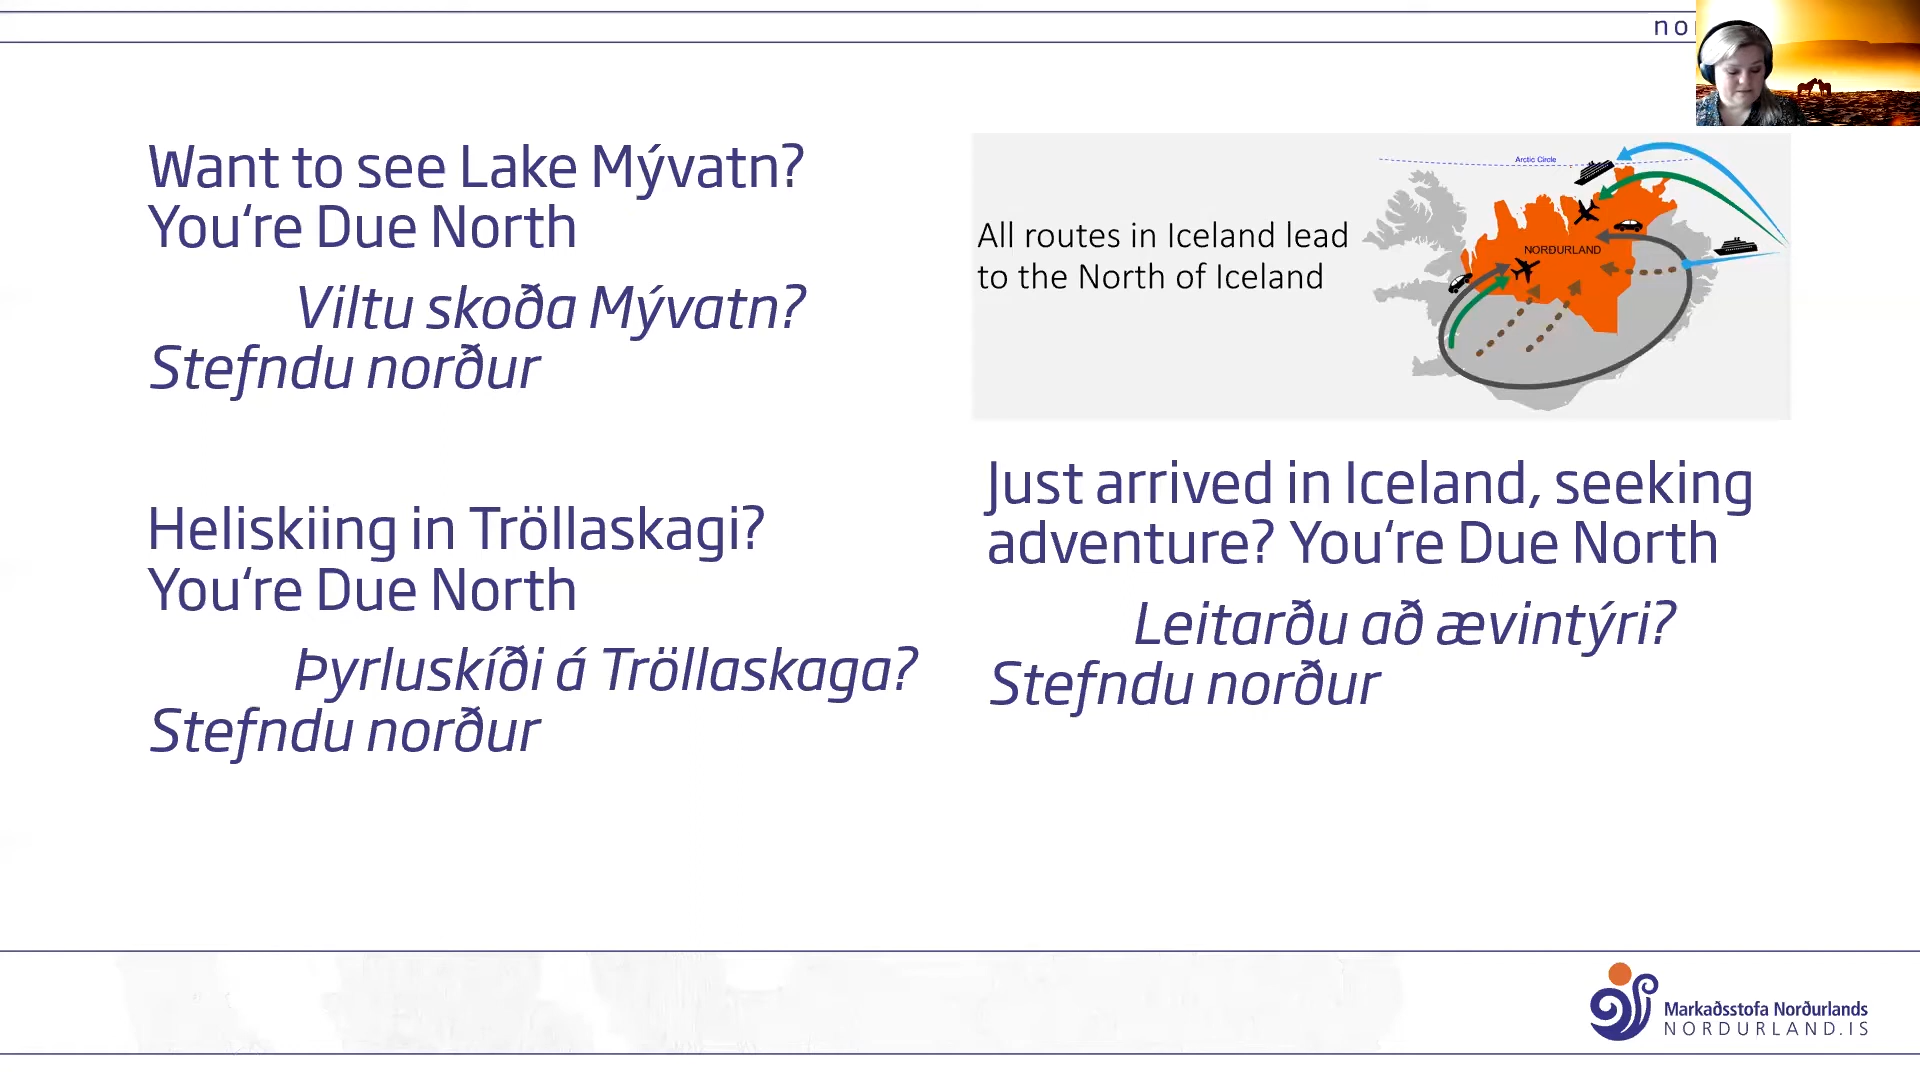 Want to see Lake Mývatn?
You‘re Due North
Viltu skoða Mývatn?
Stefndu norður
Heliskiing in Tröllaskagi?
You‘re Due North
Þyrluskíði á Tröllaskaga?
Stefndu norður
All routes in Iceland lead
to the North of Iceland
Arctic Circle
NORÐURLAND
Just arrived in Iceland, seeking
adventure? You‘re Due North
Leitarðu að ævintýri?
Stefndu norður
Markaðsstofa Norðurlands
NORDURLAND.IS